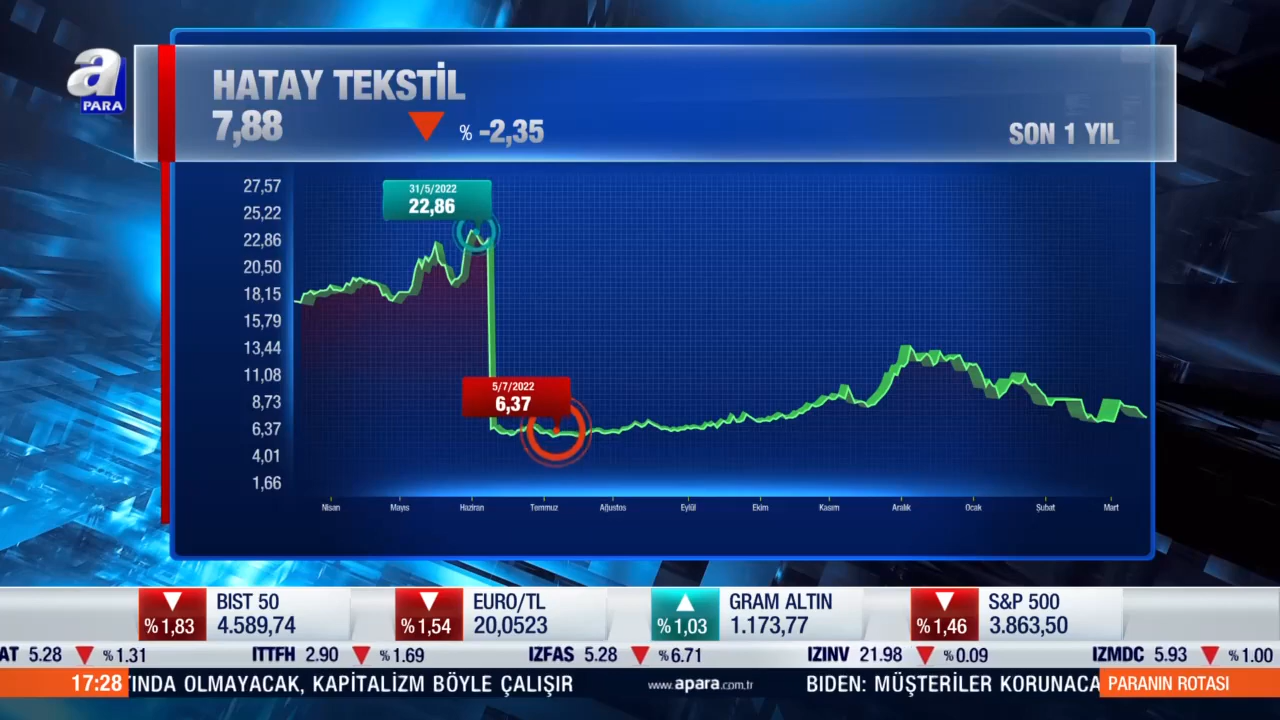 a
PARA
HATAY TEKSTİL
7,88 % -2,35
SON 1 YIL
27,57
25,22
22,86
20,50
18,15
15,79
13,44
11,08
8,73
6,37
4,01
1,66
31/5/2022
22,86
5/7/2022
6,37
Nisan Mayıs Haziran Temmuz Ağustos Eylül Ekim Kasım Aralık Ocak Şubat Mart
% 1,83 BIST 50 4.589,74
% 1,54 EURO/TL 20,0523
% 1,03 GRAM ALTIN 1.173,77
% 1,46 S&P 500 3.863,50
AT 5.28 % 1.31 ITTFH 2.90 % 1.69 IZFAS 5.28 % 6.71 IZINV 21.98 % 0.09 IZMDC 5.93 % 1.00
17:28 TINDA OLMAYACAK, KAPİTALİZM BÖYLE ÇALIŞIR www.apara.com.tr BIDEN: MÜŞTERİLER KORUNACA PARANIN ROTASI